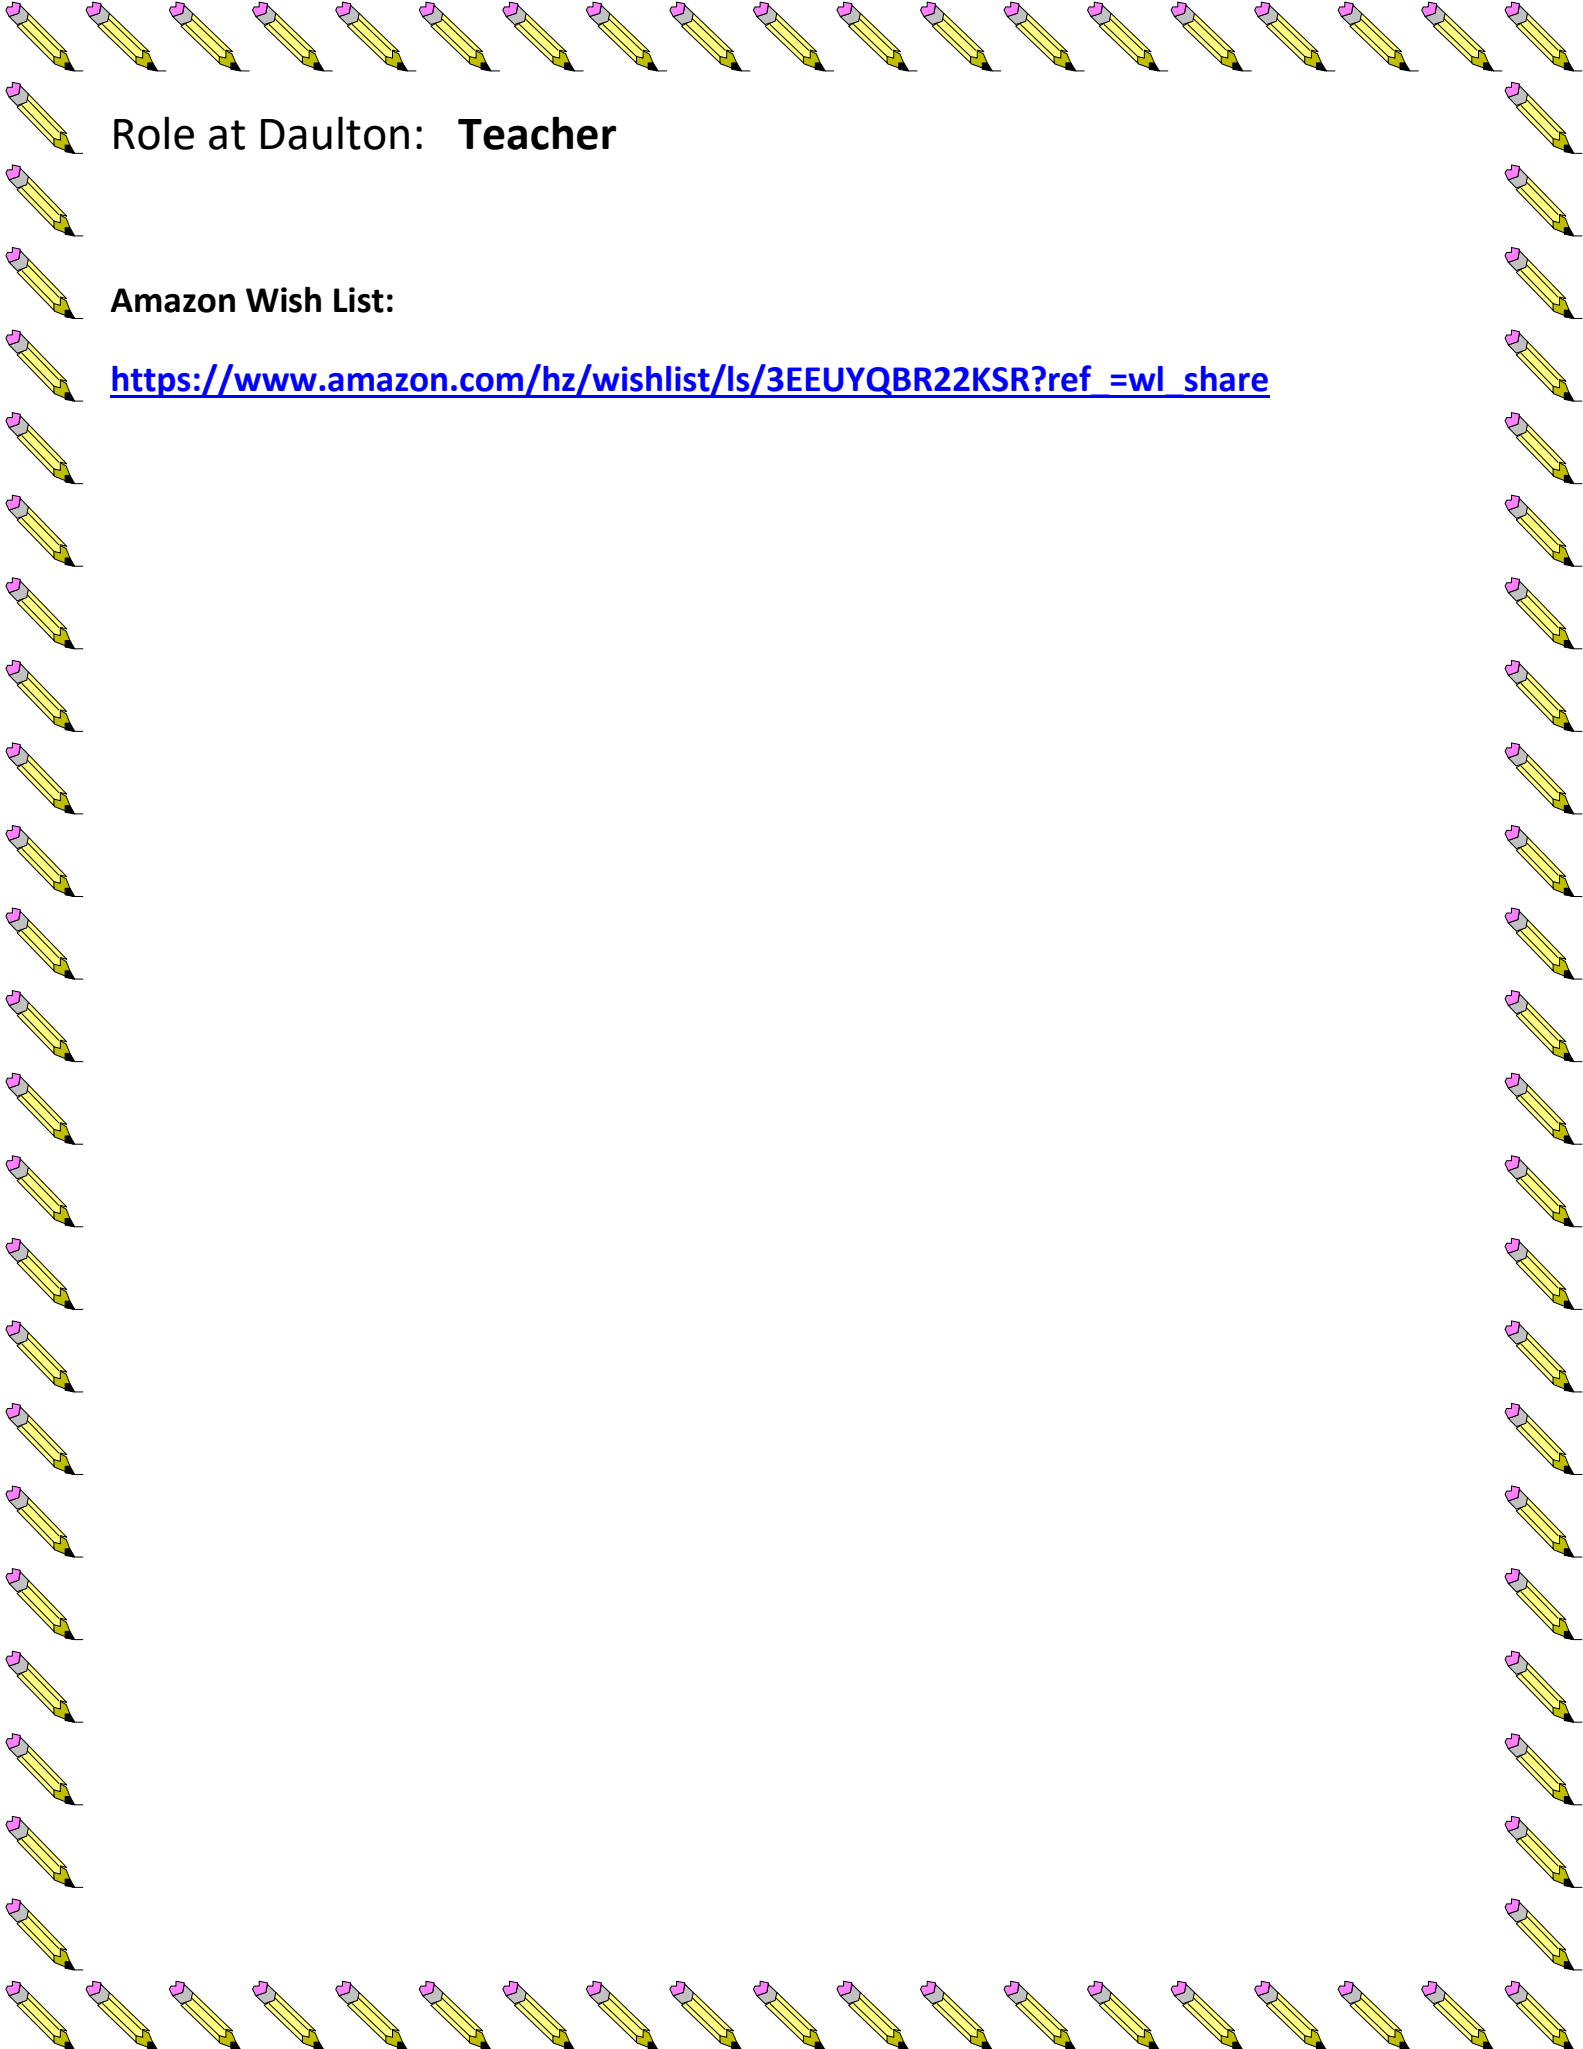 Role at Daulton: Teacher
Amazon Wish List:
https://www.amazon.com/hz/wishlist/ls/3EEUYQBR22KSR?ref_=wl_share